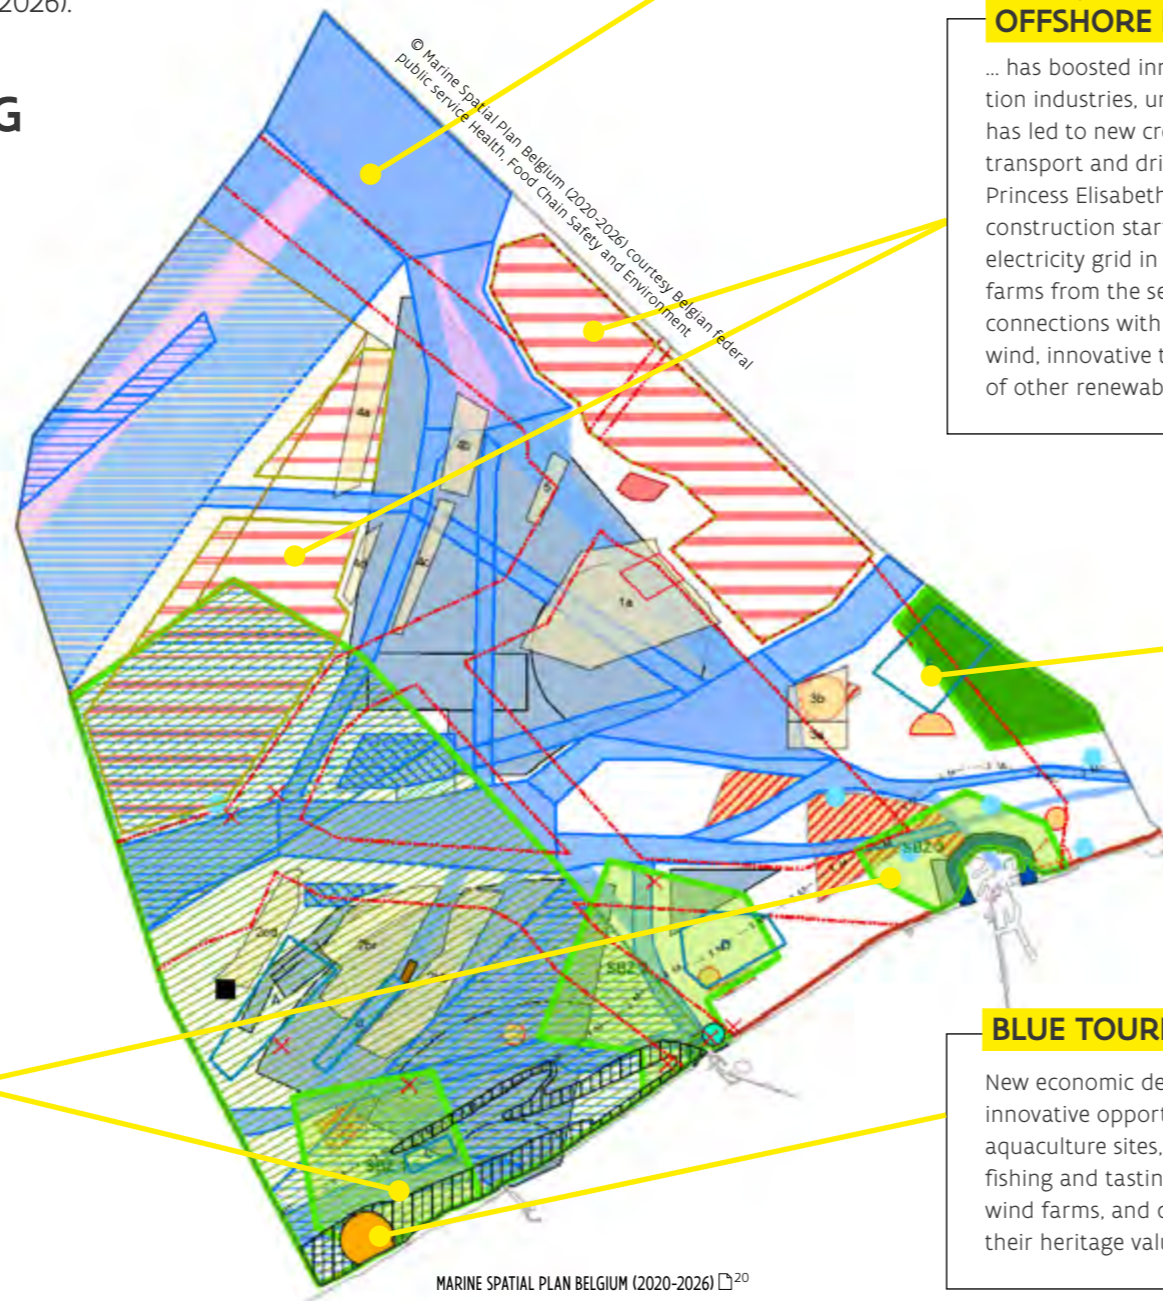 2026).
G
© Marine Spatial Plan Belgium (2020-2026) courtesy Belgian federal
public service Health, Food Chain Safety and Environment
OFFSHORE
... has boosted inn
tion industries, un
has led to new cre
transport and dri
Princess Elisabeth
construction star
electricity grid in
farms from the se
connections with
wind, innovative t
of other renewab
4a
1a
3b
SBZ 3
SBZ 2
SBZ 1
BLUE TOURI
New economic de
innovative opport
aquaculture sites,
fishing and tastin
wind farms, and o
their heritage valu
MARINE SPATIAL PLAN BELGIUM (2020-2026) 20